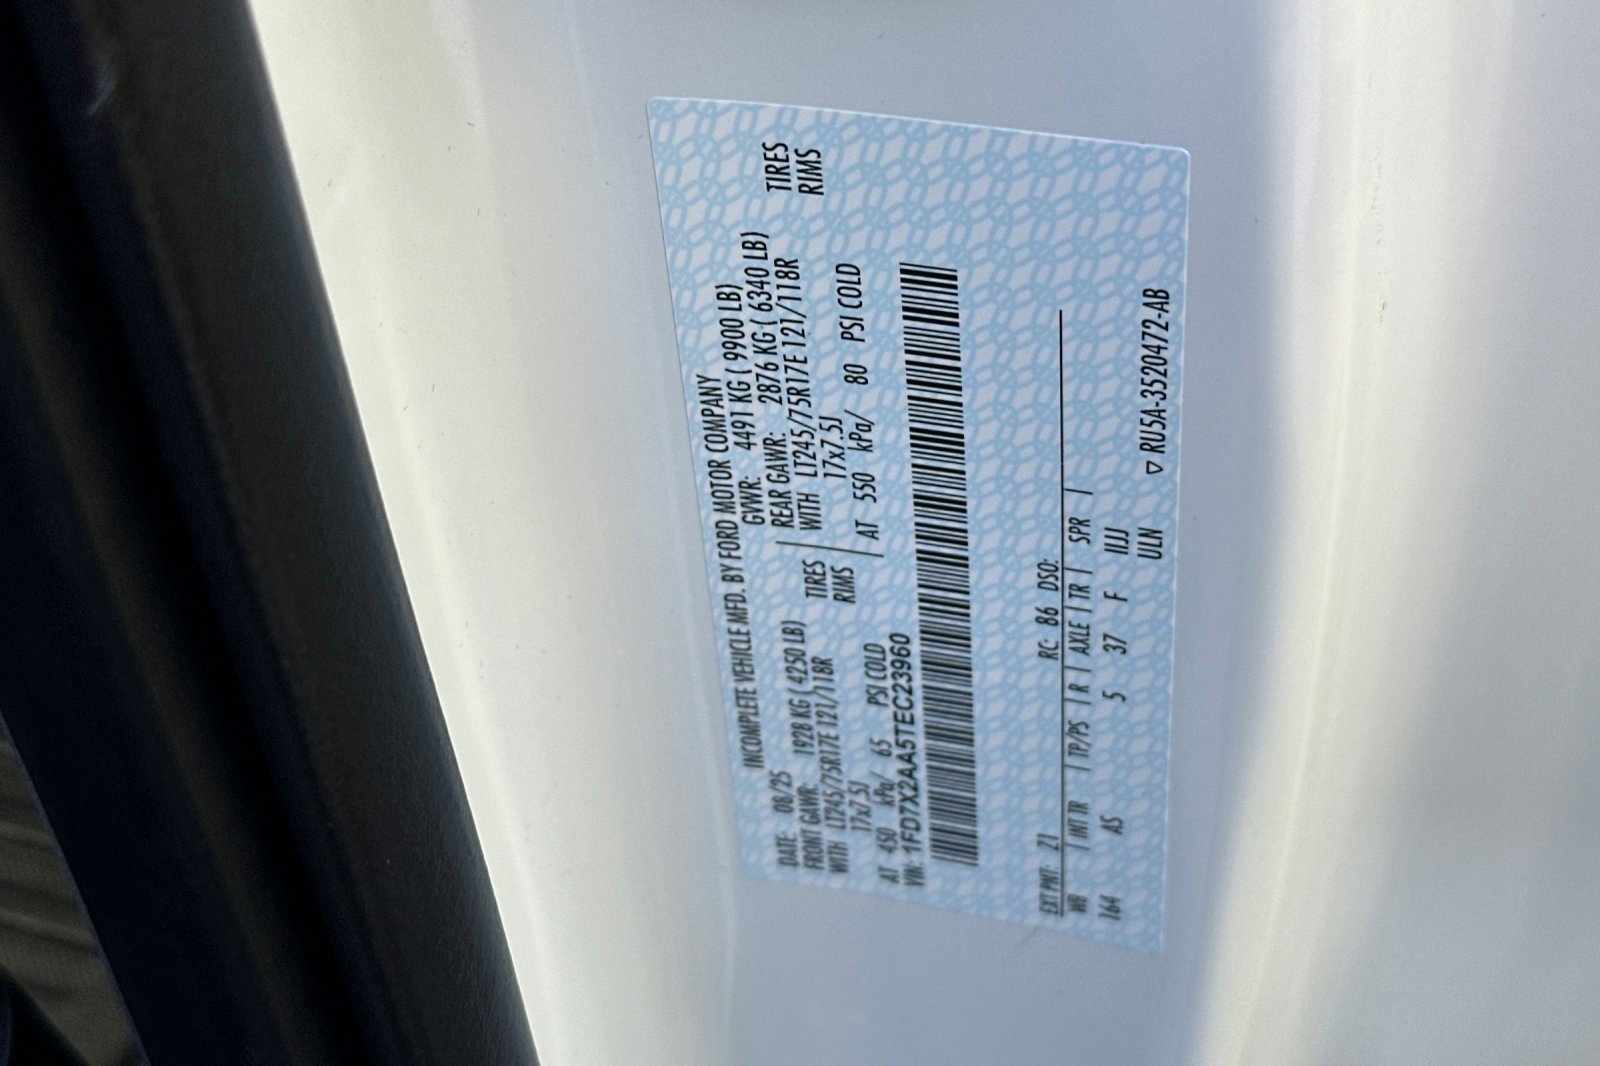 INCOMPLETE VEHICLE MFD. BY FORD MOTOR COMPANY
DATE: 08/25 GVWR: 4491 KG ( 9900 LB)
FRONT GAWR: 1928 KG ( 4250 LB) REAR GAWR: 2876 KG ( 6340 LB)
WITH LT245/75R17E 121/118R TIRES WITH LT245/75R17E 121/118R TIRES
17x7.5J RIMS 17x7.5J RIMS
AT 450 kPa/ 65 PSI COLD AT 550 kPa/ 80 PSI COLD
VIN: 1FD7X2AA5TEC23960
EXT PNT: Z1 RC: 86 DSO:
WB | INT TR | TP/PS | R | AXLE | TR | SPR |
164 AS 5 37 F IIJJ
ULN ▽ RU5A-3520472-AB